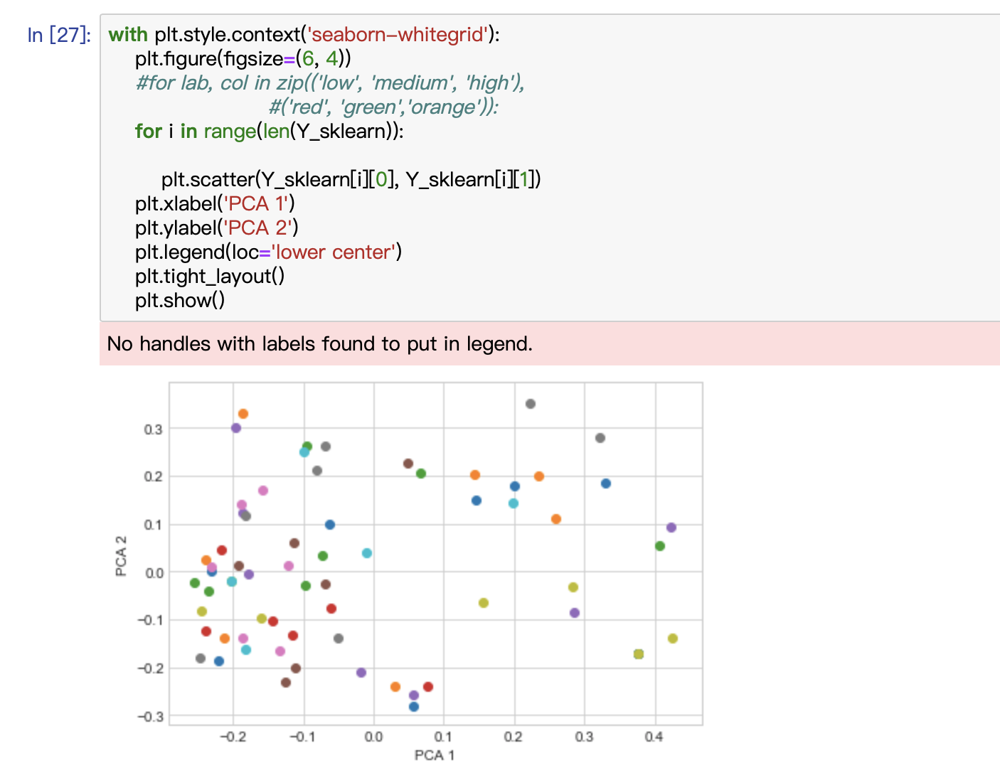 In [27]:
with plt.style.context('seaborn-whitegrid'):
plt.figure(figsize=(6, 4))
#for lab, col in zip(('low', 'medium', 'high'),
#('red', 'green','orange')):
for i in range(len(Y_sklearn)):
plt.scatter(Y_sklearn[i][0], Y_sklearn[i][1])
plt.xlabel('PCA 1')
plt.ylabel('PCA 2')
plt.legend(loc='lower center')
plt.tight_layout()
plt.show()
No handles with labels found to put in legend.
0.3
0.2
0.1
0.0
−0.1
−0.2
−0.3
PCA 2
−0.2 −0.1 0.0 0.1 0.2 0.3 0.4
PCA 1